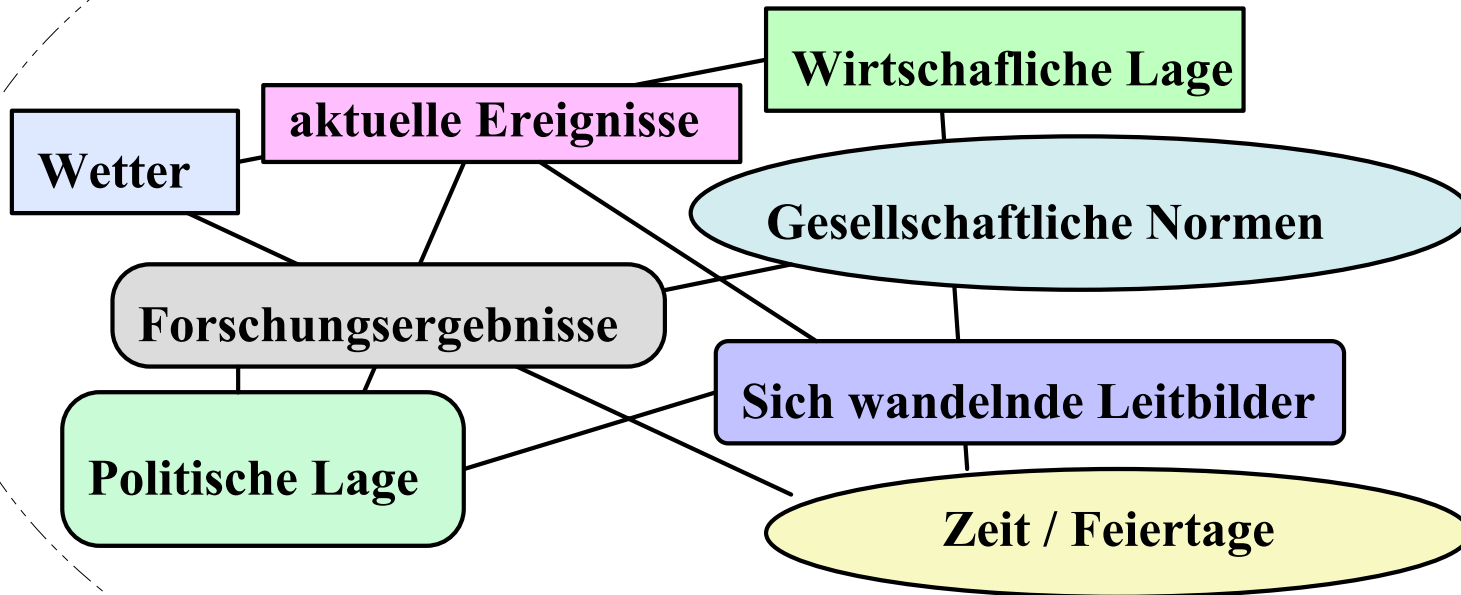 Wirtschafliche Lage
aktuelle Ereignisse
Wetter
Gesellschaftliche Normen
Forschungsergebnisse
Sich wandelnde Leitbilder
Politische Lage
Zeit / Feiertage